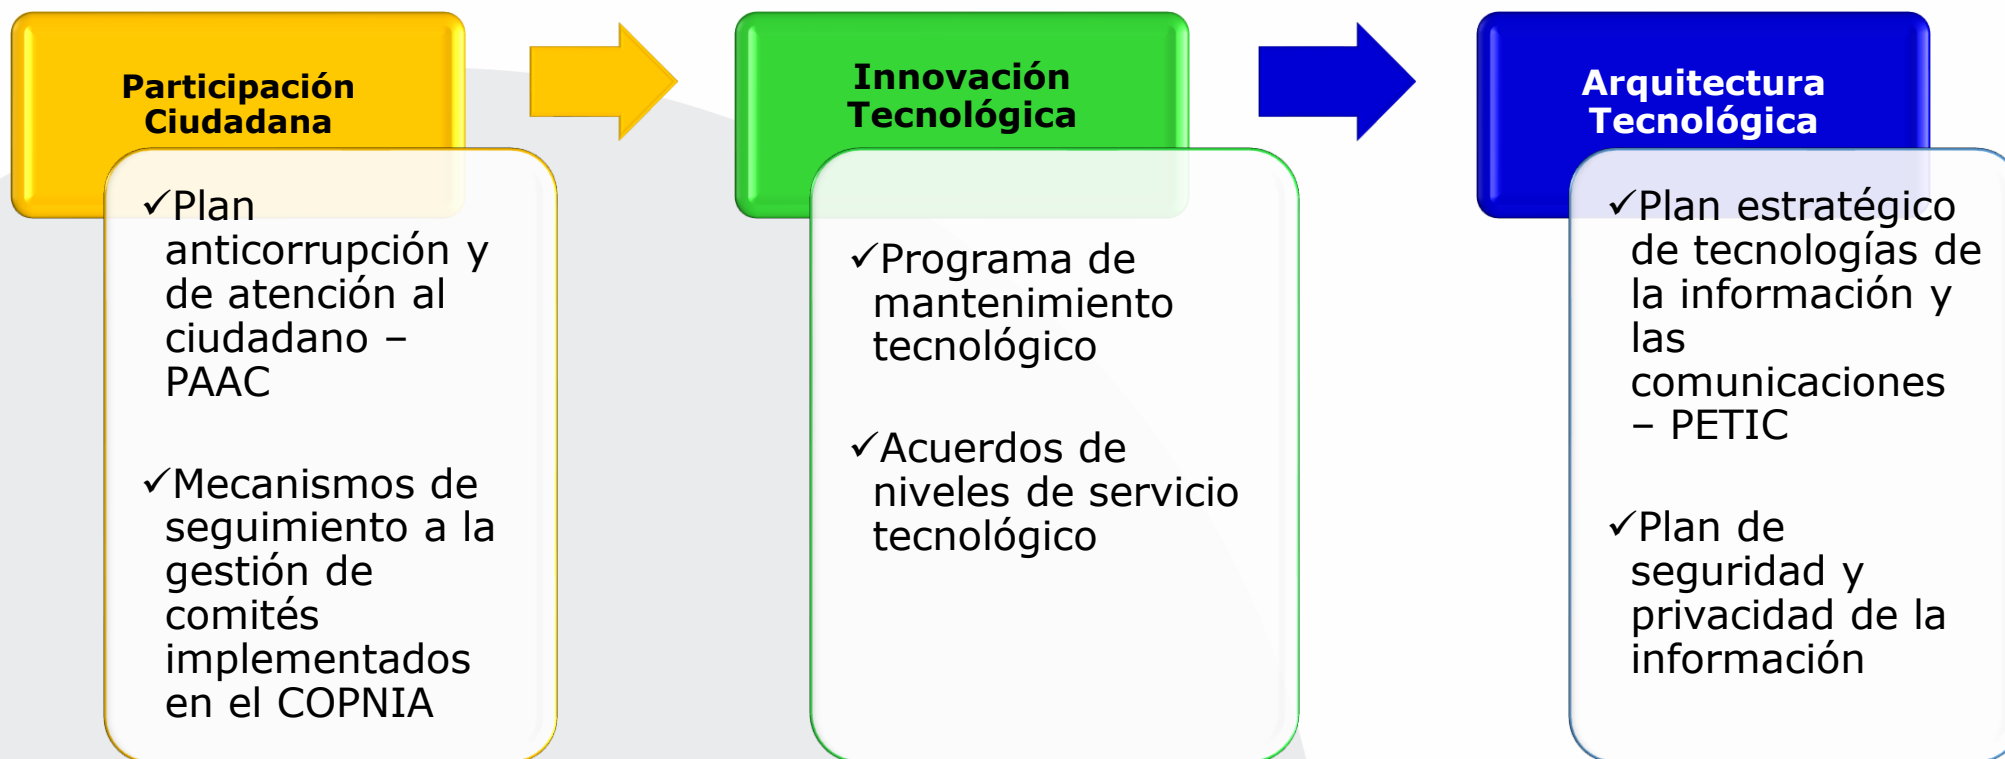 Participación
Ciudadana
✓Plan
anticorrupción y
de atención al
ciudadano –
PAAC
✓Mecanismos de
seguimiento a la
gestión de
comités
implementados
en el COPNIA
Innovación
Tecnológica
✓Programa de
mantenimiento
tecnológico
✓Acuerdos de
niveles de servicio
tecnológico
Arquitectura
Tecnológica
✓Plan estratégico
de tecnologías de
la información y
las
comunicaciones
– PETIC
✓Plan de
seguridad y
privacidad de la
información